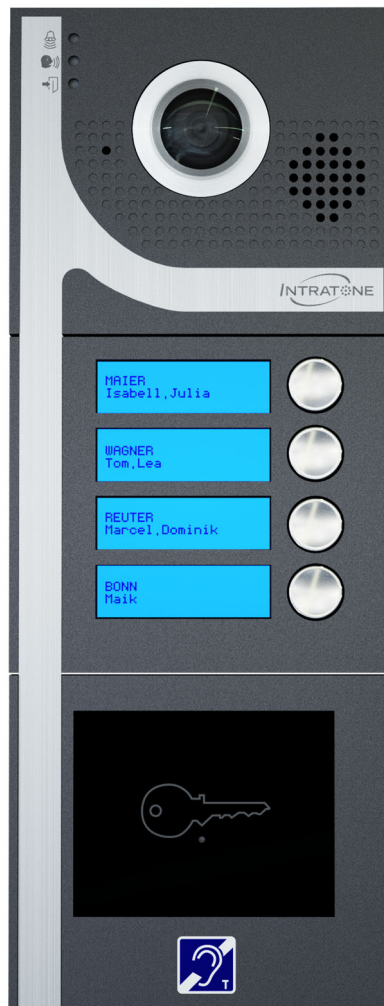 INTRATONE
MAIER
Isabell,Julia
WAGNER
Tom,Lea
REUTER
Marcel,Dominik
BONN
Maik
T